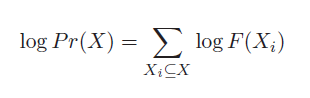 log Pr(X) = ∑ log F(X_i)
X_i⊆X